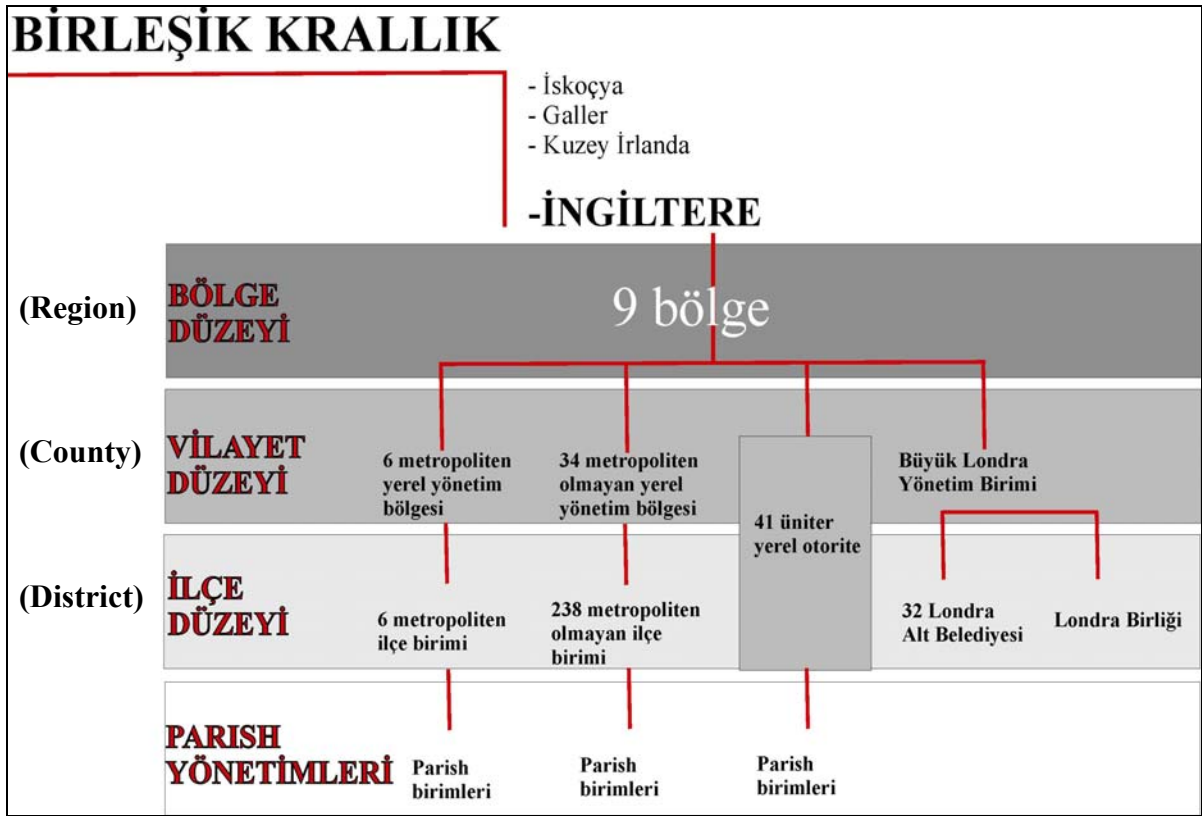 BİRLEŞİK KRALLIK
- İskoçya
- Galler
- Kuzey İrlanda
-İNGİLTERE
(Region)
BÖLGE
DÜZEYİ
9 bölge
(County)
VİLAYET
DÜZEYİ
6 metropoliten
yerel yönetim
bölgesi
34 metropoliten
olmayan yerel
yönetim bölgesi
41 üniter
yerel otorite
Büyük Londra
Yönetim Birimi
(District)
İLÇE
DÜZEYİ
6 metropoliten
ilçe birimi
238 metropoliten
olmayan ilçe
birimi
32 Londra
Alt Belediyesi
Londra Birliği
PARISH
YÖNETİMLERİ
Parish
birimleri
Parish
birimleri
Parish
birimleri